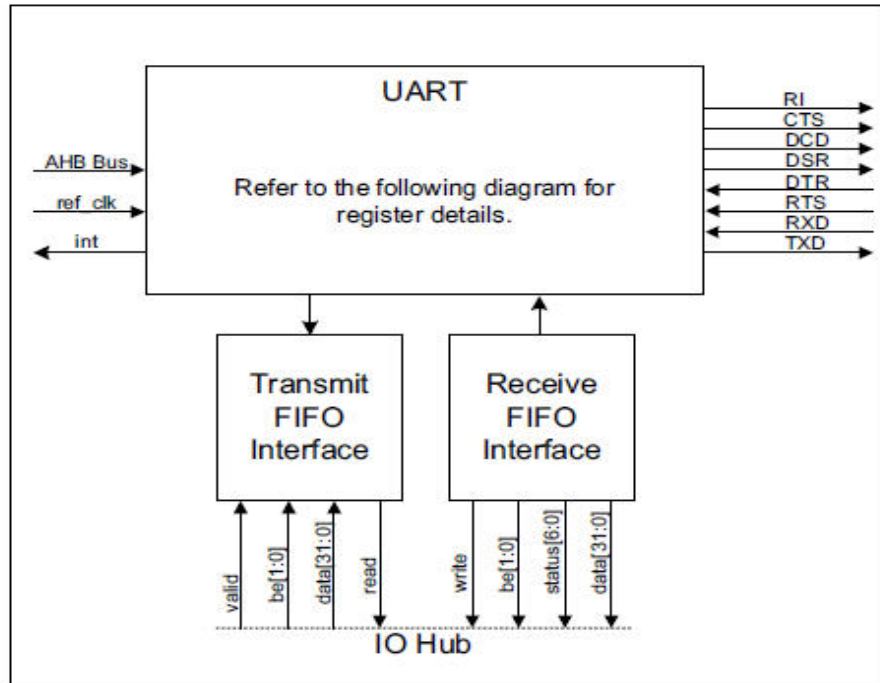 UART
Refer to the following diagram for
register details.
AHB Bus
ref_clk
int
RI
CTS
DCD
DSR
DTR
RTS
RXD
TXD
Transmit
FIFO
Interface
Receive
FIFO
Interface
valid
be[1:0]
data[31:0]
read
write
be[1:0]
status[6:0]
data[31:0]
IO Hub